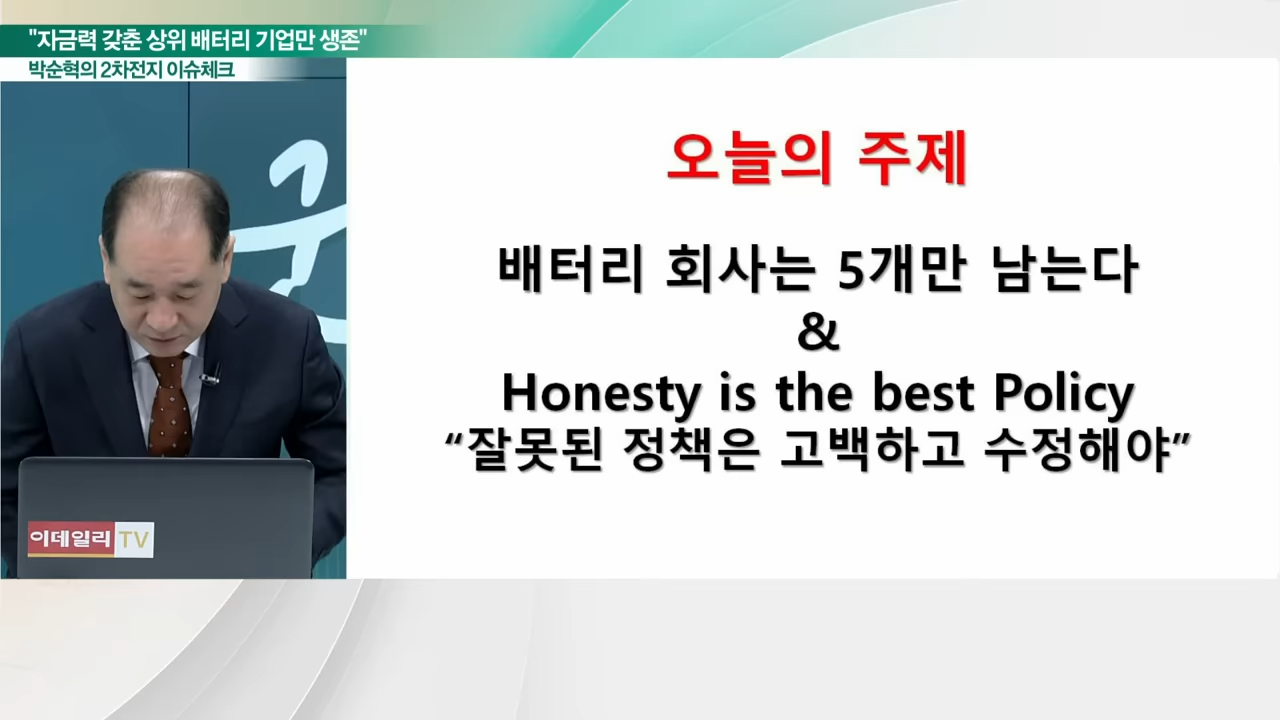 "자금력 갖춘 상위 배터리 기업만 생존"
박순혁의 2차전지 이슈체크
오늘의 주제
배터리 회사는 5개만 남는다
&
Honesty is the best Policy
“잘못된 정책은 고백하고 수정해야”
이데일리 TV